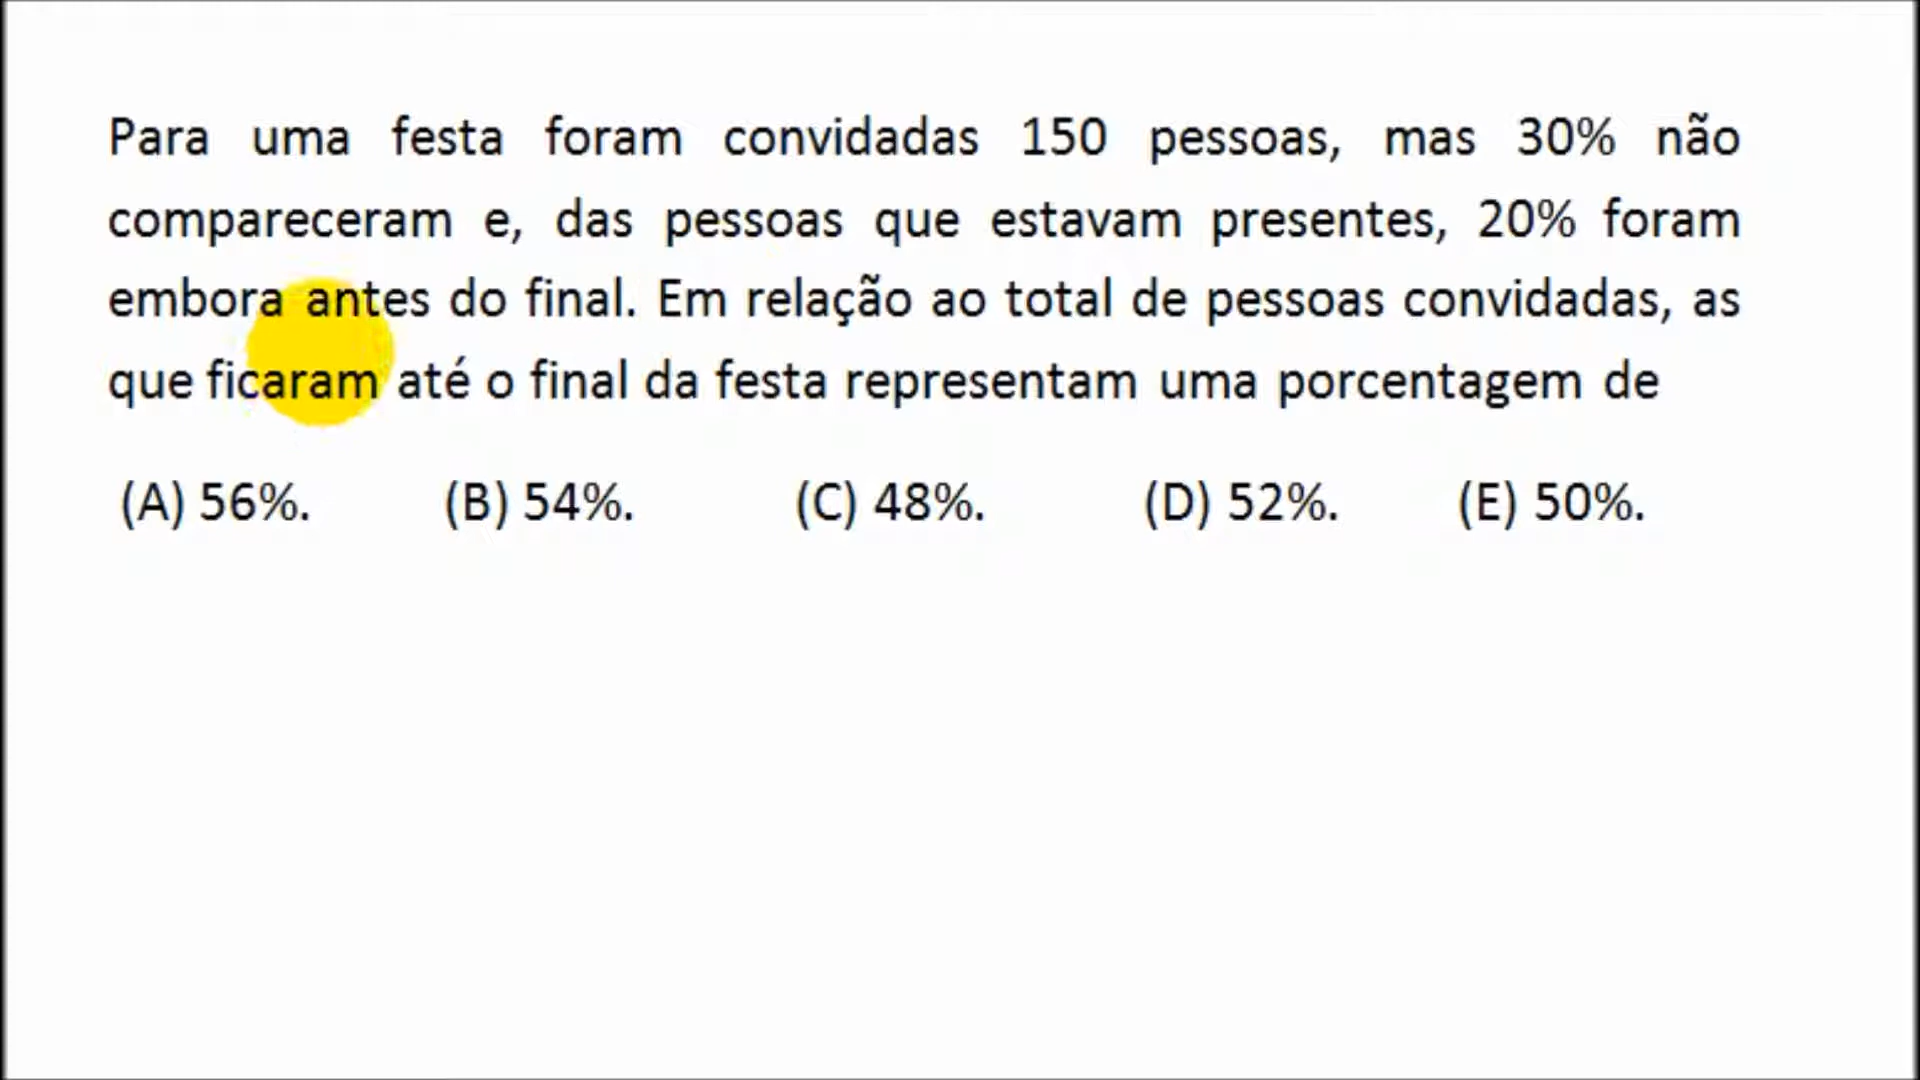 Para uma festa foram convidadas 150 pessoas, mas 30% não
compareceram e, das pessoas que estavam presentes, 20% foram
embora antes do final. Em relação ao total de pessoas convidadas, as
que ficaram até o final da festa representam uma porcentagem de
(A) 56%. (B) 54%. (C) 48%. (D) 52%. (E) 50%.